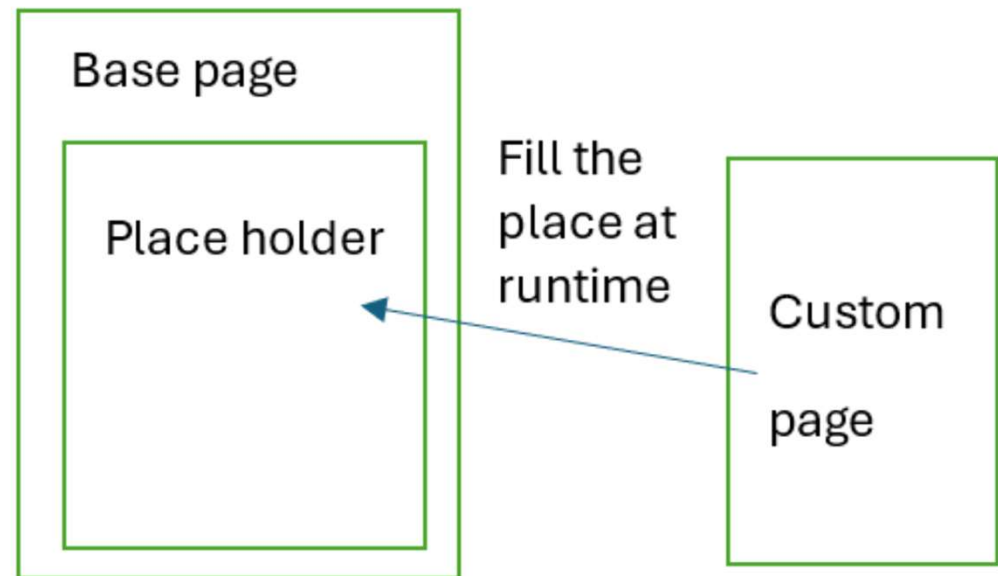 Base page
Place holder
Fill the
place at
runtime
Custom
page